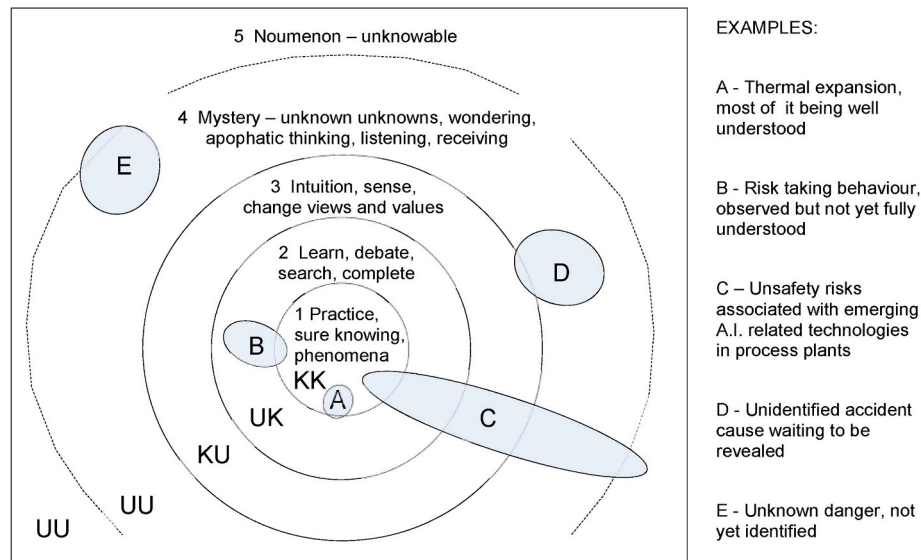 5 Noumenon – unknowable
4 Mystery – unknown unknowns, wondering,
apophatic thinking, listening, receiving
3 Intuition, sense,
change views and values
2 Learn, debate,
search, complete
1 Practice,
sure knowing,
phenomena
KK
UK
KU
UU
UU
A
B
C
D
E
EXAMPLES:
A - Thermal expansion,
most of it being well
understood
B - Risk taking behaviour,
observed but not yet fully
understood
C – Unsafety risks
associated with emerging
A.I. related technologies
in process plants
D - Unidentified accident
cause waiting to be
revealed
E - Unknown danger, not
yet identified